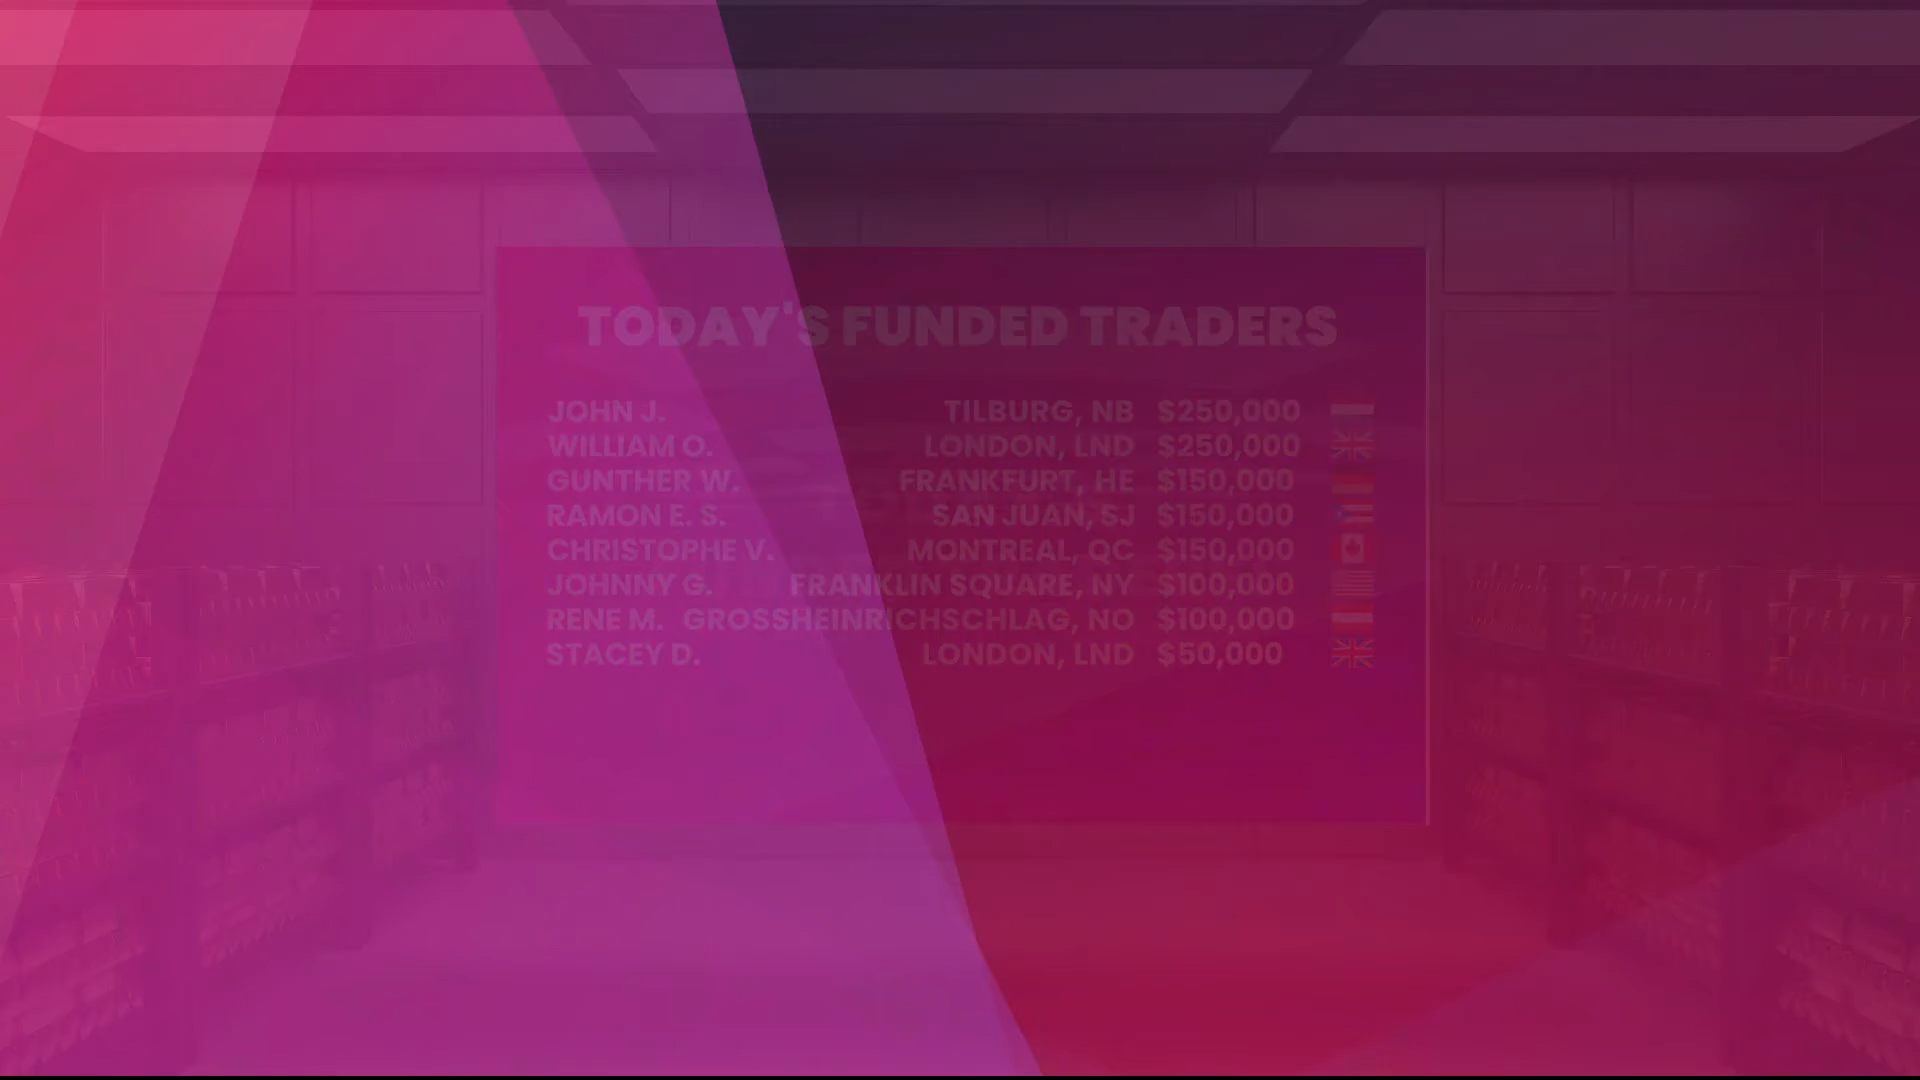 TODAY'S FUNDED TRADERS
JOHN J. TILBURG, NB $250,000
WILLIAM O. LONDON, LND $250,000
GUNTHER W. FRANKFURT, HE $150,000
RAMON E. S. SAN JUAN, SJ $150,000
CHRISTOPHE V. MONTREAL, QC $150,000
JOHNNY G. FRANKLIN SQUARE, NY $100,000
RENE M. GROSSHEINRICHSCHLAG, NO $100,000
STACEY D. LONDON, LND $50,000